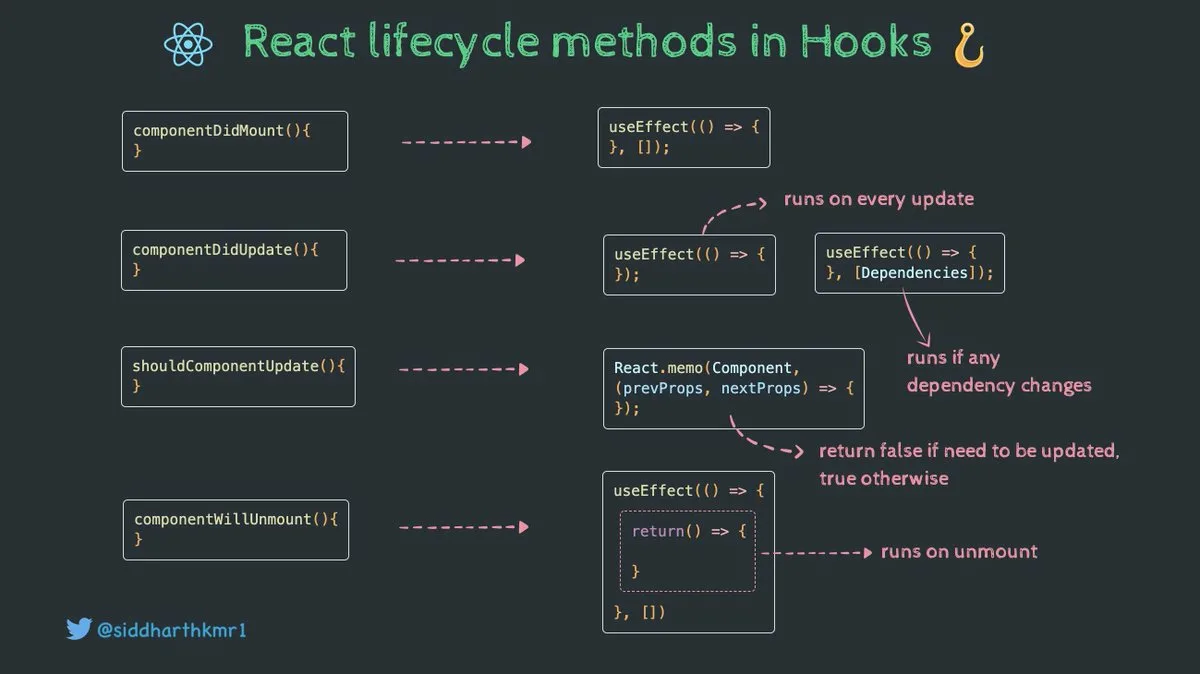 React lifecycle methods in Hooks
componentDidMount(){
}
useEffect(() => {
}, []);
runs on every update
componentDidUpdate(){
}
useEffect(() => {
});
useEffect(() => {
}, [Dependencies]);
runs if any
dependency changes
shouldComponentUpdate(){
}
React.memo(Component,
(prevProps, nextProps) => {
});
return false if need to be updated,
true otherwise
componentWillUnmount(){
}
useEffect(() => {
return() => {
}
}, [])
runs on unmount
@siddharthkmr1